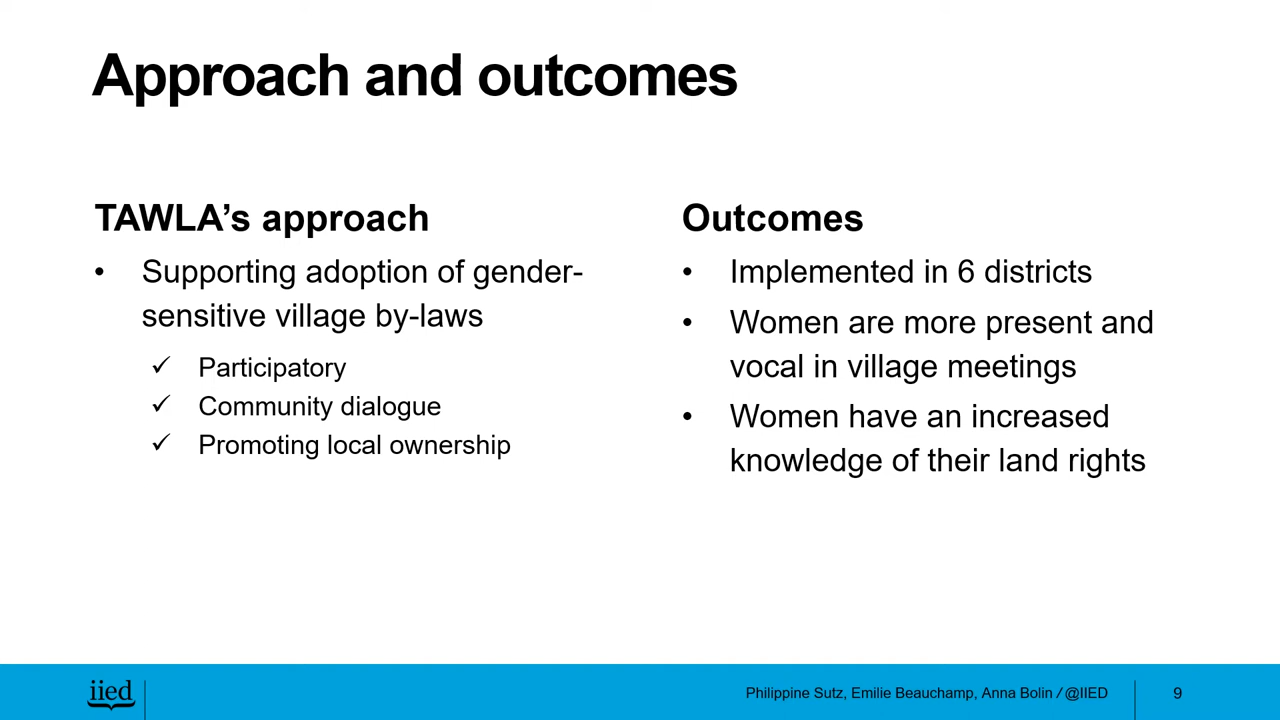 Approach and outcomes
TAWLA’s approach
• Supporting adoption of gender-
sensitive village by-laws
✓ Participatory
✓ Community dialogue
✓ Promoting local ownership
Outcomes
• Implemented in 6 districts
• Women are more present and
vocal in village meetings
• Women have an increased
knowledge of their land rights
iied
Philippine Sutz, Emilie Beauchamp, Anna Bolin / @IIED
9